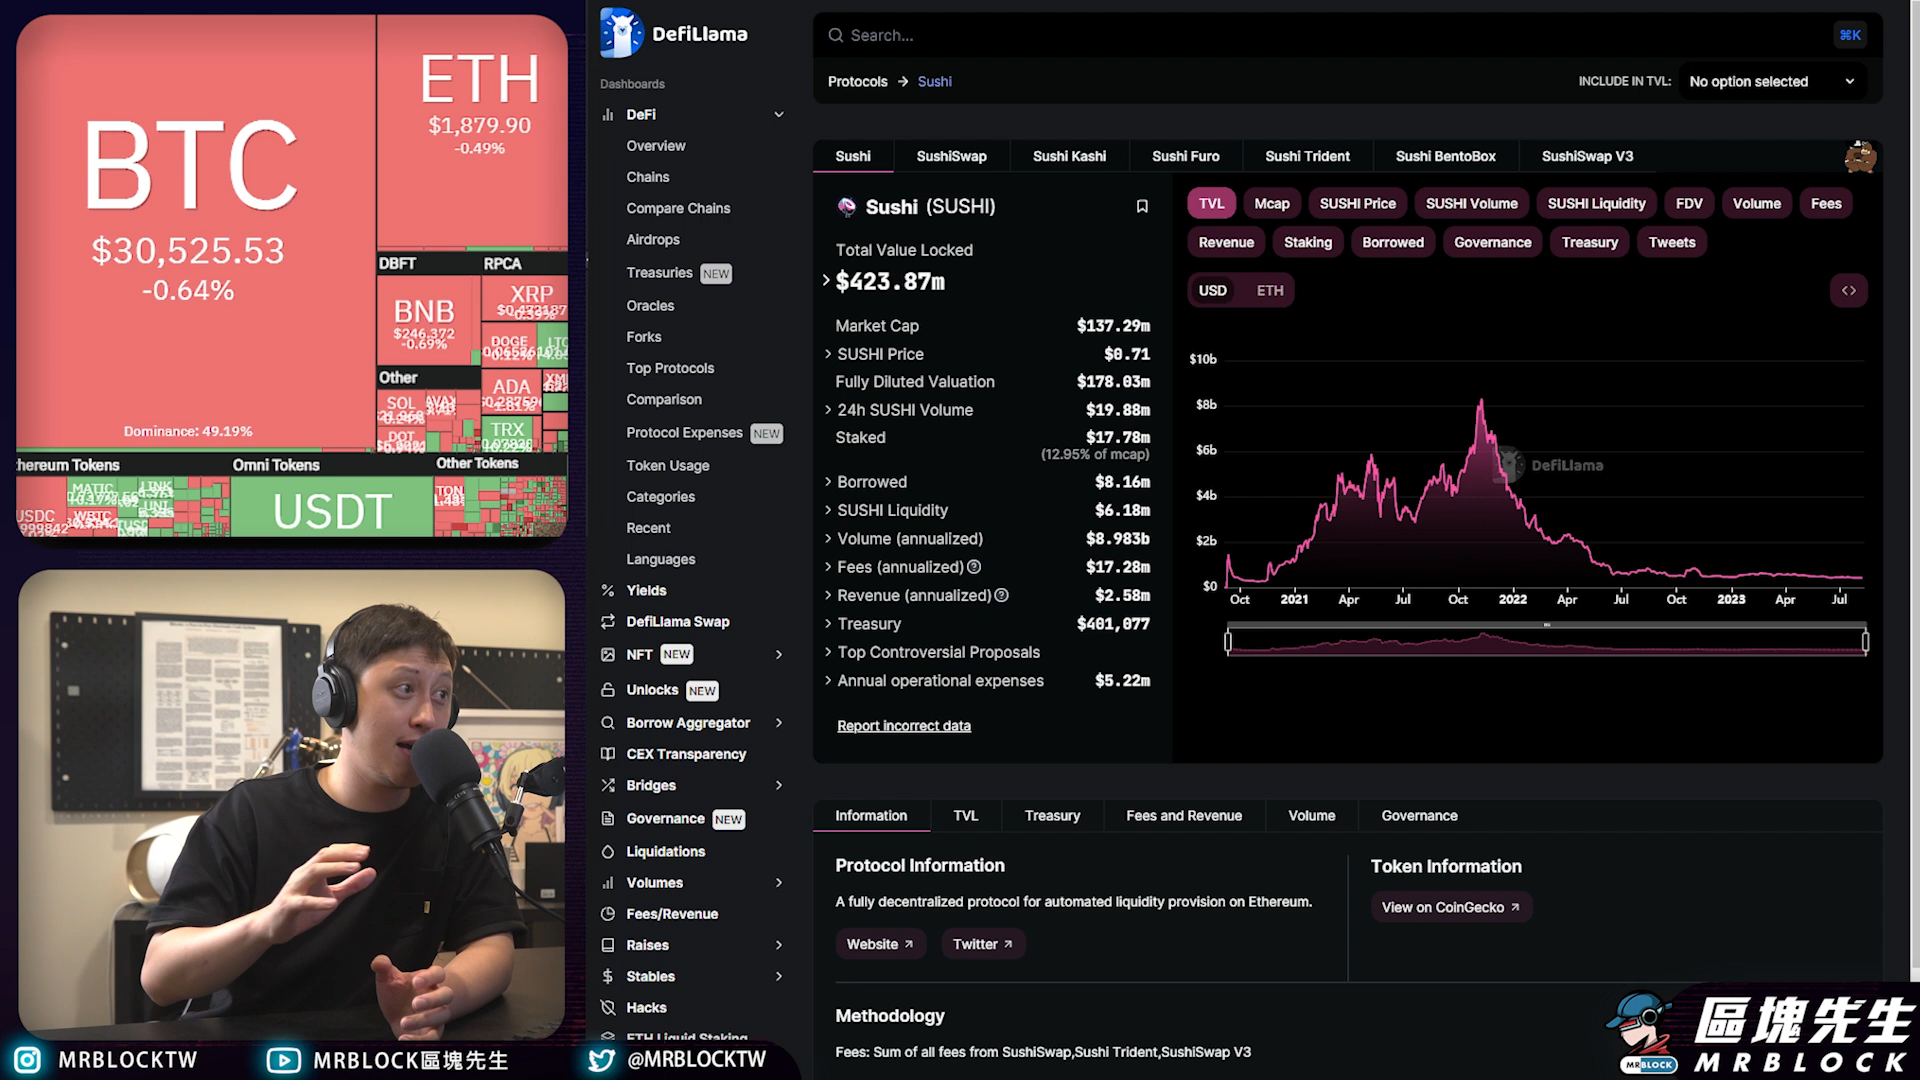 BTC
$30,525.53
-0.64%
Dominance: 49.19%
ETH
$1,879.90
-0.49%
DBFT
RPCA
BNB
$246.372
-0.69%
XRP
DOGE
LTC
Other
SOL
AVAX
DOT
ADA
TRX
hereum Tokens
Omni Tokens
Other Tokens
MATIC
LINK
USDC
WBTC
USDT
TON
DefiLlama
Dashboards
DeFi
Overview
Chains
Compare Chains
Airdrops
Treasuries NEW
Oracles
Forks
Top Protocols
Comparison
Protocol Expenses NEW
Token Usage
Categories
Recent
Languages
Yields
DefiLlama Swap
NFT NEW
Unlocks NEW
Borrow Aggregator
CEX Transparency
Bridges
Governance NEW
Liquidations
Volumes
Fees/Revenue
Raises
Stables
Hacks
ETH Liquid Staking
Search...
⌘K
Protocols → Sushi
INCLUDE IN TVL: No option selected
Sushi SushiSwap Sushi Kashi Sushi Furo Sushi Trident Sushi BentoBox SushiSwap V3
Sushi (SUSHI)
Total Value Locked
$423.87m
Market Cap $137.29m
SUSHI Price $0.71
Fully Diluted Valuation $178.03m
24h SUSHI Volume $19.88m
Staked $17.78m
(12.95% of mcap)
Borrowed $8.16m
SUSHI Liquidity $6.18m
Volume (annualized) $8.983b
Fees (annualized) $17.28m
Revenue (annualized) $2.58m
Treasury $401,077
Top Controversial Proposals
Annual operational expenses $5.22m
Report incorrect data
TVL Mcap SUSHI Price SUSHI Volume SUSHI Liquidity FDV Volume Fees
Revenue Staking Borrowed Governance Treasury Tweets
USD ETH
$10b
$8b
$6b
$4b
$2b
$0
DefiLlama
Oct 2021 Apr Jul Oct 2022 Apr Jul Oct 2023 Apr Jul
Information TVL Treasury Fees and Revenue Volume Governance
Protocol Information
A fully decentralized protocol for automated liquidity provision on Ethereum.
Website
Twitter
Token Information
View on CoinGecko
Methodology
Fees: Sum of all fees from SushiSwap,Sushi Trident,SushiSwap V3
MRBLOCKTW
MRBLOCK區塊先生
@MRBLOCKTW
MRBLOCK
區塊先生
MRBLOCK